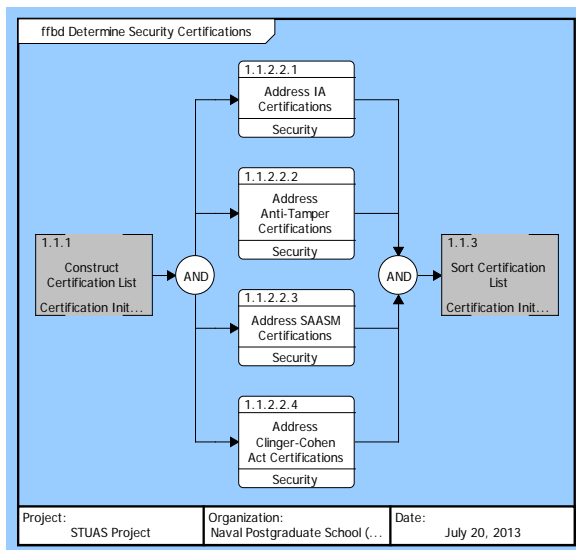 ffbd Determine Security Certifications
1.1.2.2.1
Address IA
Certifications
Security
1.1.2.2.2
Address
Anti-Tamper
Certifications
Security
1.1.1
Construct
Certification List
Certification Init...
AND
AND
1.1.3
Sort Certification
List
Certification Init...
1.1.2.2.3
Address SAASM
Certifications
Security
1.1.2.2.4
Address
Clinger-Cohen
Act Certifications
Security
Project:
STUAS Project
Organization:
Naval Postgraduate School (...
Date:
July 20, 2013